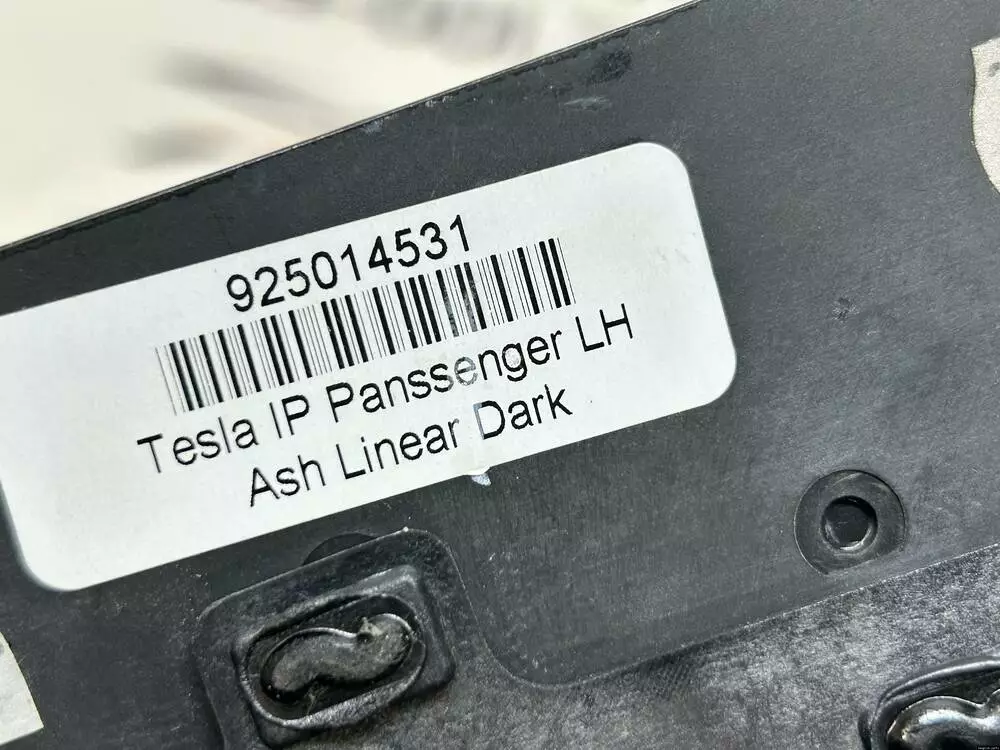 925014531
Tesla IP Panssenger LH
Ash Linear Dark